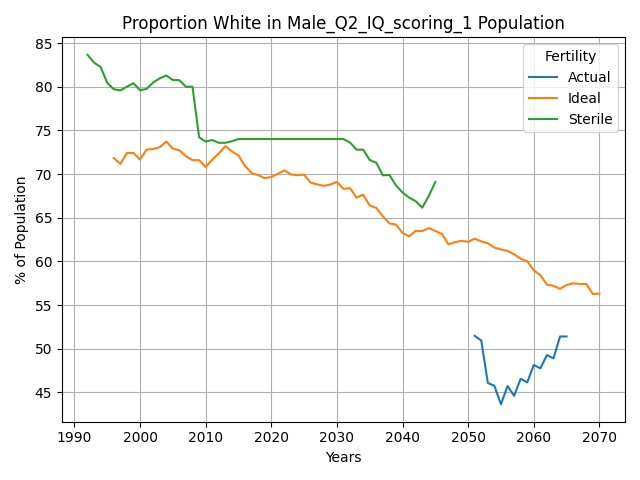 Proportion White in Male_Q2_IQ_scoring_1 Population
% of Population
85
80
75
70
65
60
55
50
45
Fertility
Actual
Ideal
Sterile
1990 2000 2010 2020 2030 2040 2050 2060 2070
Years